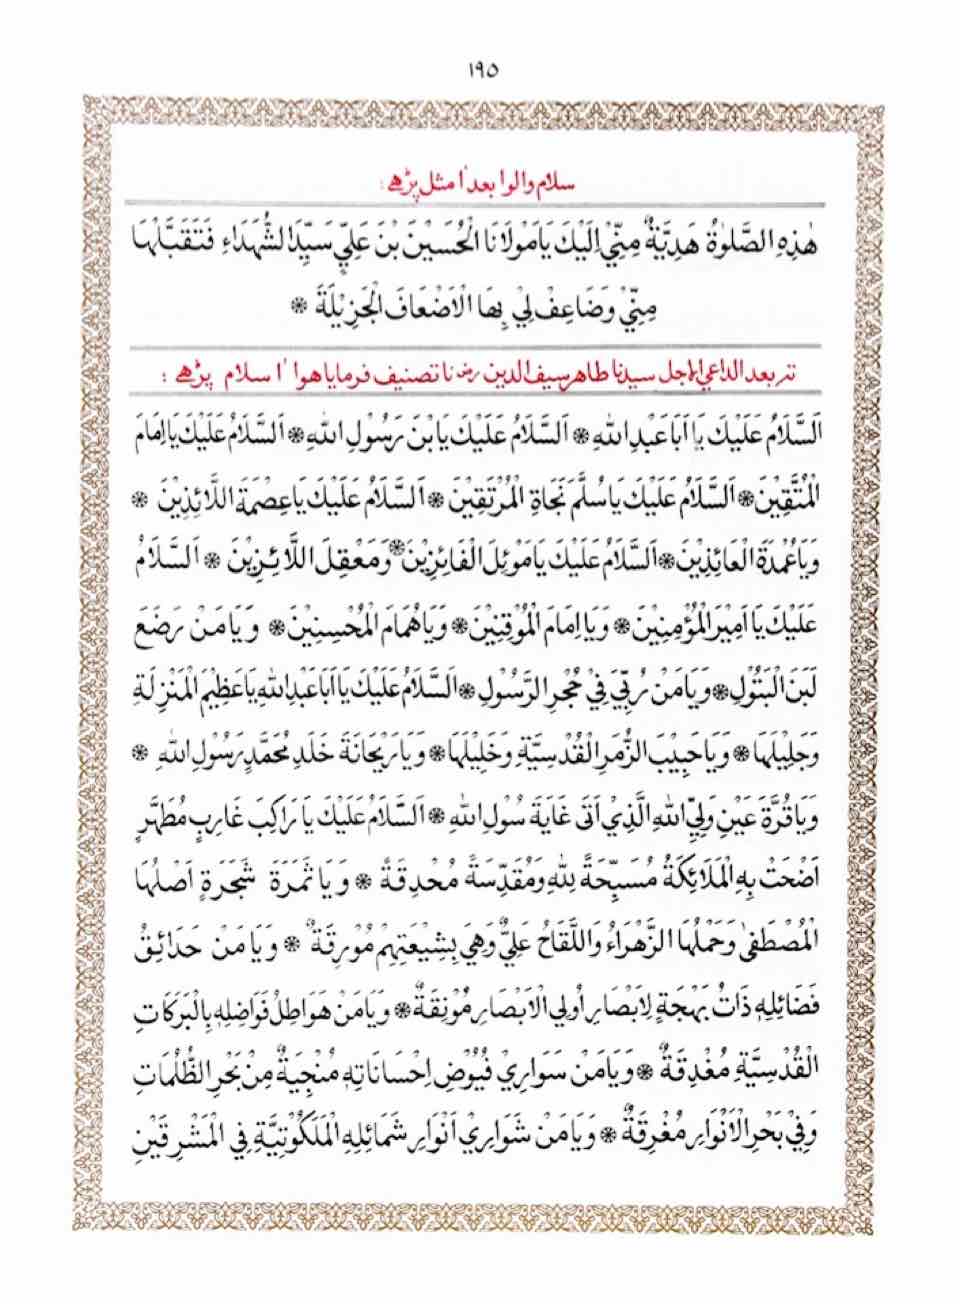 ١٩٥
سلام والوا بعد اْ مثل پڑھے:
هٰذِهِ الصَّلوٰةُ هَدِيَّةٌ مِنِّيْ اِلَيْكَ يَا مَوْلَانَا الْحُسَيْنَ بْنَ عَلِيٍّ سَيِّدَ الشُّهَدَاءِ فَتَقَبَّلْهَا
مِنِّيْ وَضَاعِفْ لِيْ بِهَا الْاَضْعَافَ الْجَزِيْلَةَ ❋
تہ بعد الداعي الاجل سيدنا طاهر سيف الدين رض نا تصنيف فرمايا هوا اْ سلام پڑھے :
اَلسَّلَامُ عَلَيْكَ يَا اَبَا عَبْدِ اللهِ ❋ اَلسَّلَامُ عَلَيْكَ يَا بْنَ رَسُوْلِ اللهِ ❋ اَلسَّلَامُ عَلَيْكَ يَا اِمَامَ
الْمُتَّقِيْنَ ❋ اَلسَّلَامُ عَلَيْكَ يَا سُلَّمَ نَجَاةِ الْمُرْتَقِيْنَ ❋ اَلسَّلَامُ عَلَيْكَ يَا عِصْمَةَ اللَّائِذِيْنَ ❋
وَيَا عُمْدَةَ الْعَائِذِيْنَ ❋ اَلسَّلَامُ عَلَيْكَ يَا مَوْئِلَ الْفَائِزِيْنَ ❋ وَمَعْقِلَ اللَّائِزِيْنَ ❋ اَلسَّلَامُ
عَلَيْكَ يَا اَمِيْرَ الْمُؤْمِنِيْنَ ❋ وَيَا اِمَامَ الْمُوْقِنِيْنَ ❋ وَيَا هُمَامَ الْمُحْسِنِيْنَ ❋ وَيَا مَنْ رَضَعَ
لَبَنَ الْبَتُوْلِ ❋ وَيَا مَنْ رُبِّيَ فِيْ حُجْرِ الرَّسُوْلِ ❋ اَلسَّلَامُ عَلَيْكَ يَا اَبَا عَبْدِ اللهِ يَا عَظِيْمَ الْمَنْزِلَةِ
وَجَلِيْلَهَا ❋ وَيَا حَبِيْبَ الزُّمَرِ الْقُدْسِيَّةِ وَخَلِيْلَهَا ❋ وَيَا رَيْحَانَةَ خَلَدِ مُحَمَّدٍ رَسُوْلِ اللهِ ❋
وَيَا قُرَّةَ عَيْنِ وَلِيِّ اللهِ الَّذِيْ اَتٰى غَايَةَ سُوْلِ اللهِ ❋ اَلسَّلَامُ عَلَيْكَ يَا رَاكِبَ غَارِبٍ مُطَهَّرٍ
اَضْحَتْ بِهِ الْمَلَائِكَةُ مُسَبِّحَةً لِلّٰهِ وَمُقَدِّسَةً مُحْدِقَةً ❋ وَيَا ثَمَرَةَ شَجَرَةٍ اَصْلُهَا
الْمُصْطَفٰى وَحَمْلُهَا الزَّهْرَاءُ وَاللِّقَاحُ عَلِيٌّ وَهِيَ بِشِيْعَتِهِمْ مُوْرِقَةٌ ❋ وَيَا مَنْ حَدَائِقُ
فَضَائِلِهٖ ذَاتُ بَهْجَةٍ لِاَبْصَارِ اُولِي الْاَبْصَارِ مُوْنِقَةٌ ❋ وَيَا مَنْ هَوَاطِلُ فَوَاضِلِهٖ بِالْبَرَكَاتِ
الْقُدْسِيَّةِ مُغْدِقَةٌ ❋ وَيَا مَنْ سَوَارِيْ فُيُوْضِ اِحْسَانَاتِهٖ مُنْجِيَةٌ مِنْ بَحْرِ الظُّلُمَاتِ
وَفِيْ بَحْرِ الْاَنْوَارِ مُغْرِقَةٌ ❋ وَيَا مَنْ شَوَارِيْ اَنْوَارِ شَمَائِلِهِ الْمَلَكُوْتِيَّةِ فِي الْمَشْرِقَيْنِ